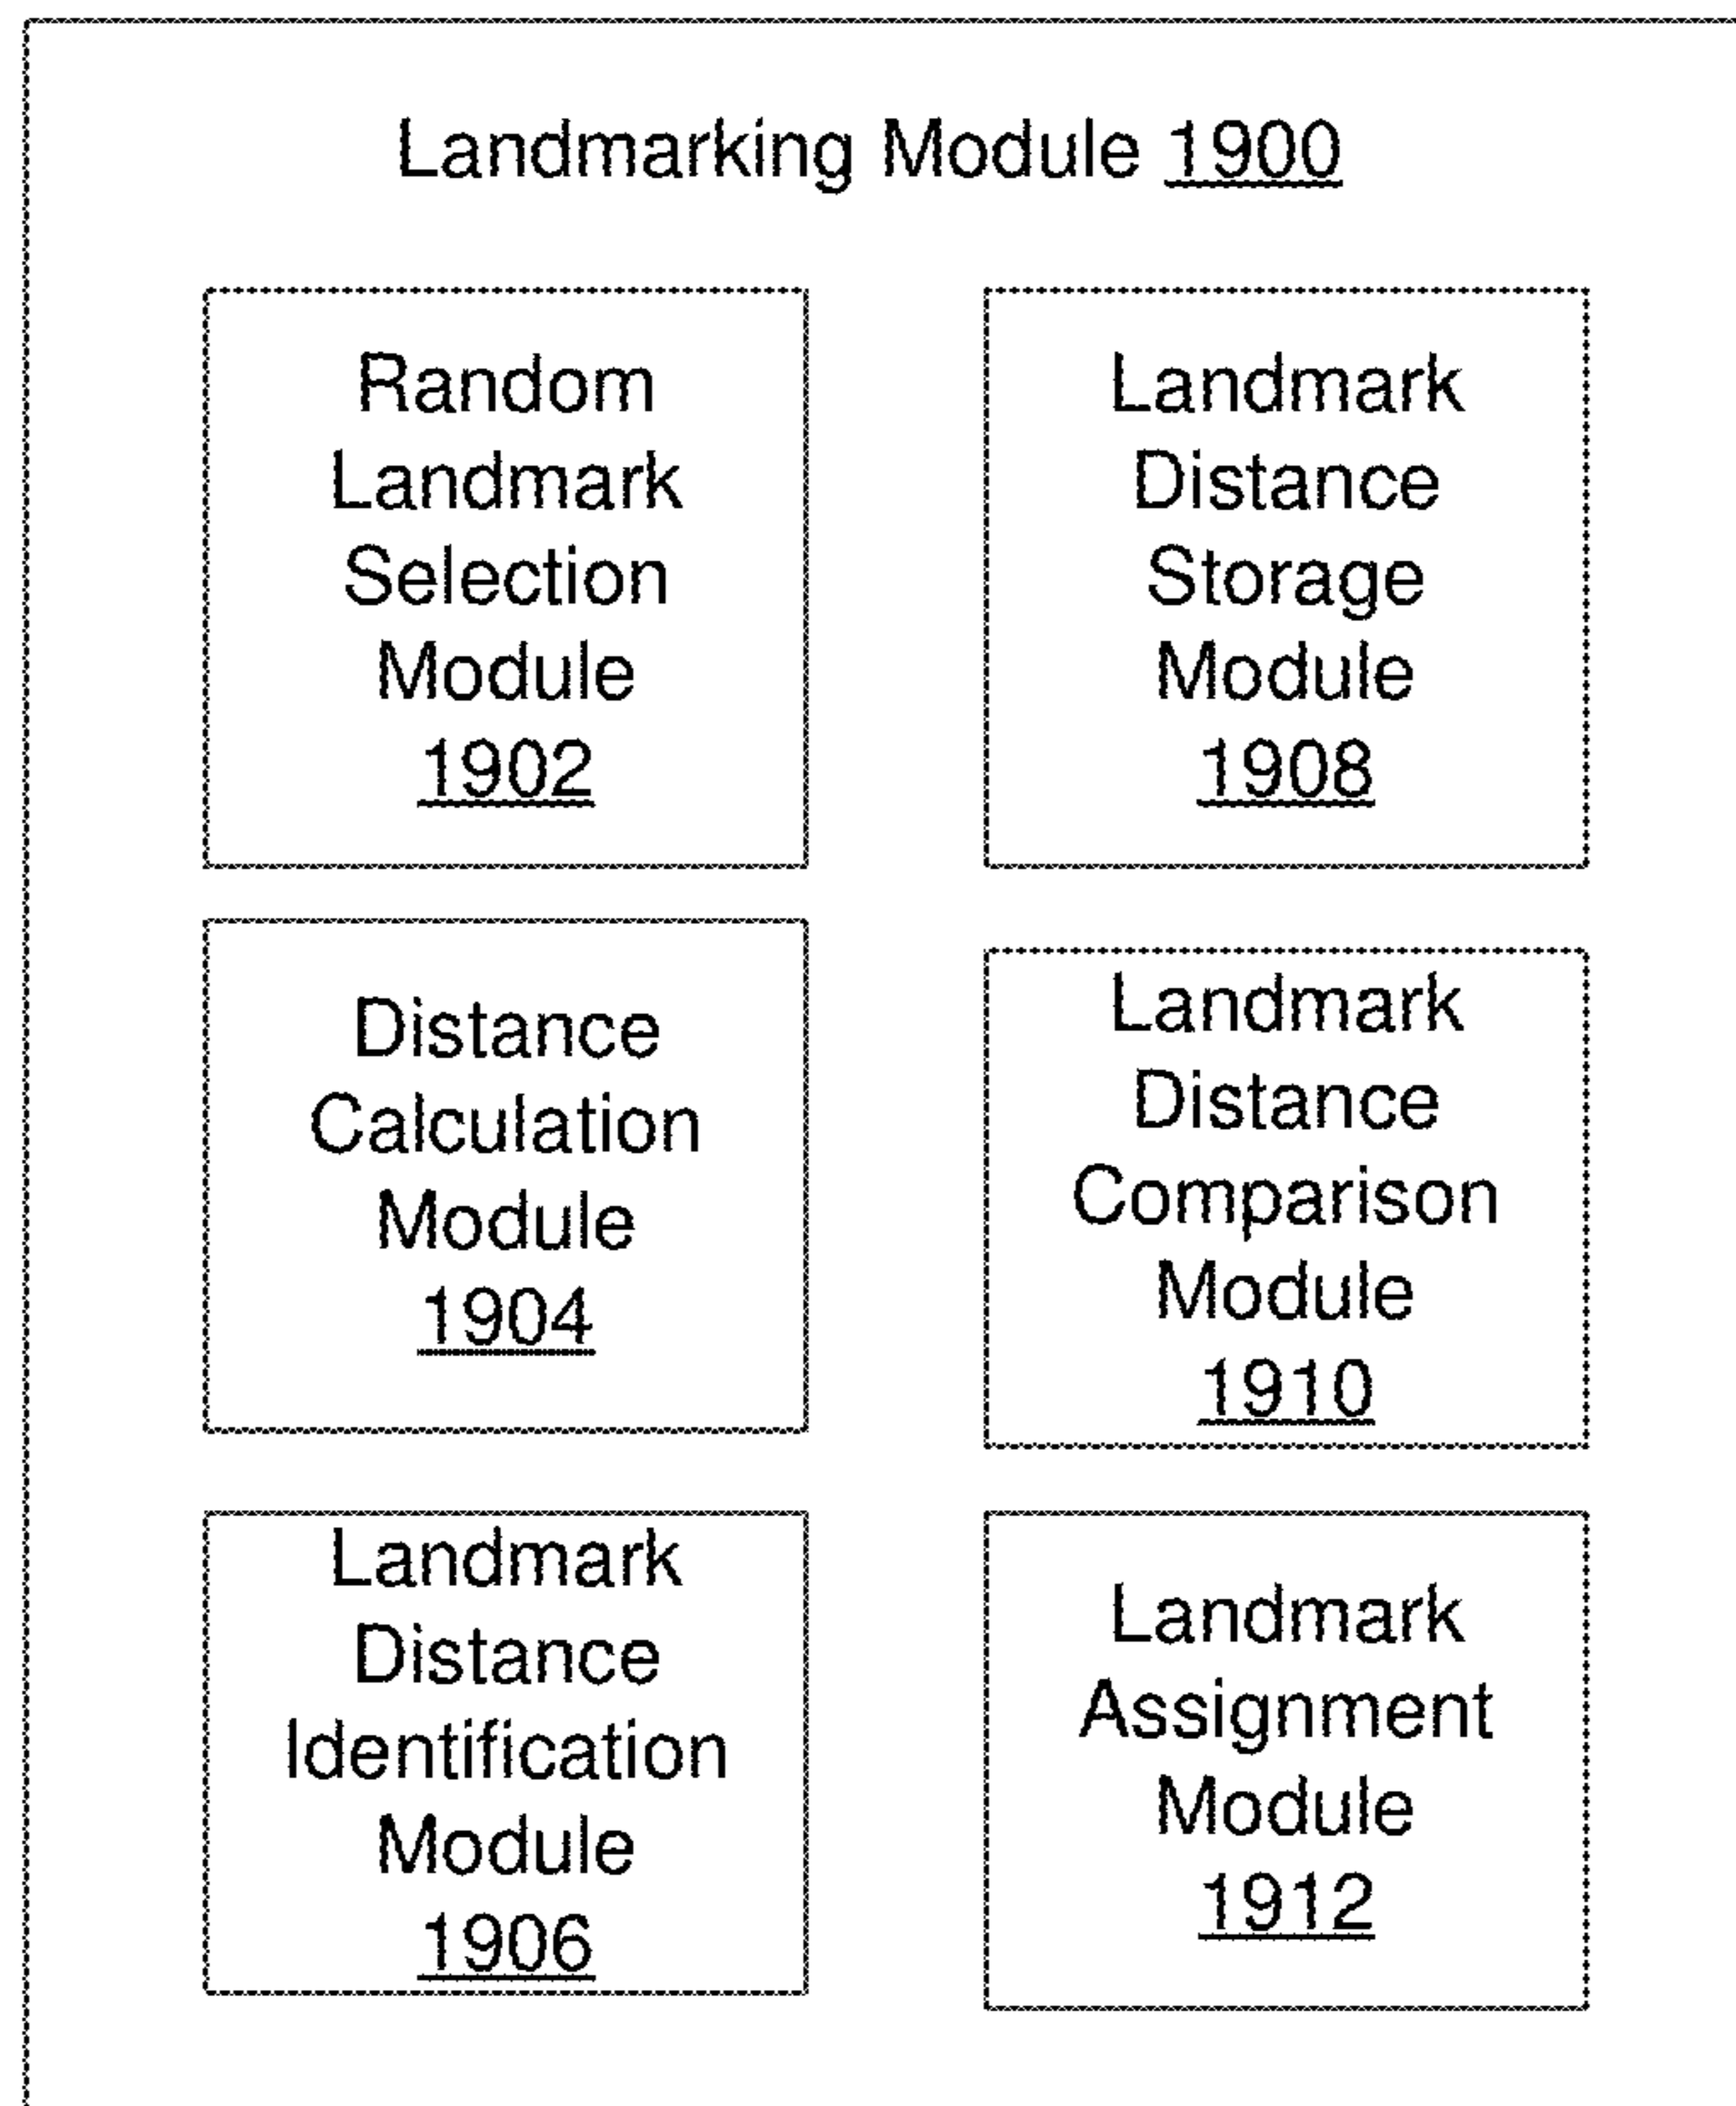 Landmarking Module 1900
Random
Landmark
Selection
Module
1902
Distance
Calculation
Module
1904
Landmark
Distance
Identification
Module
1906
Landmark
Distance
Storage
Module
1908
Landmark
Distance
Comparison
Module
1910
Landmark
Assignment
Module
1912